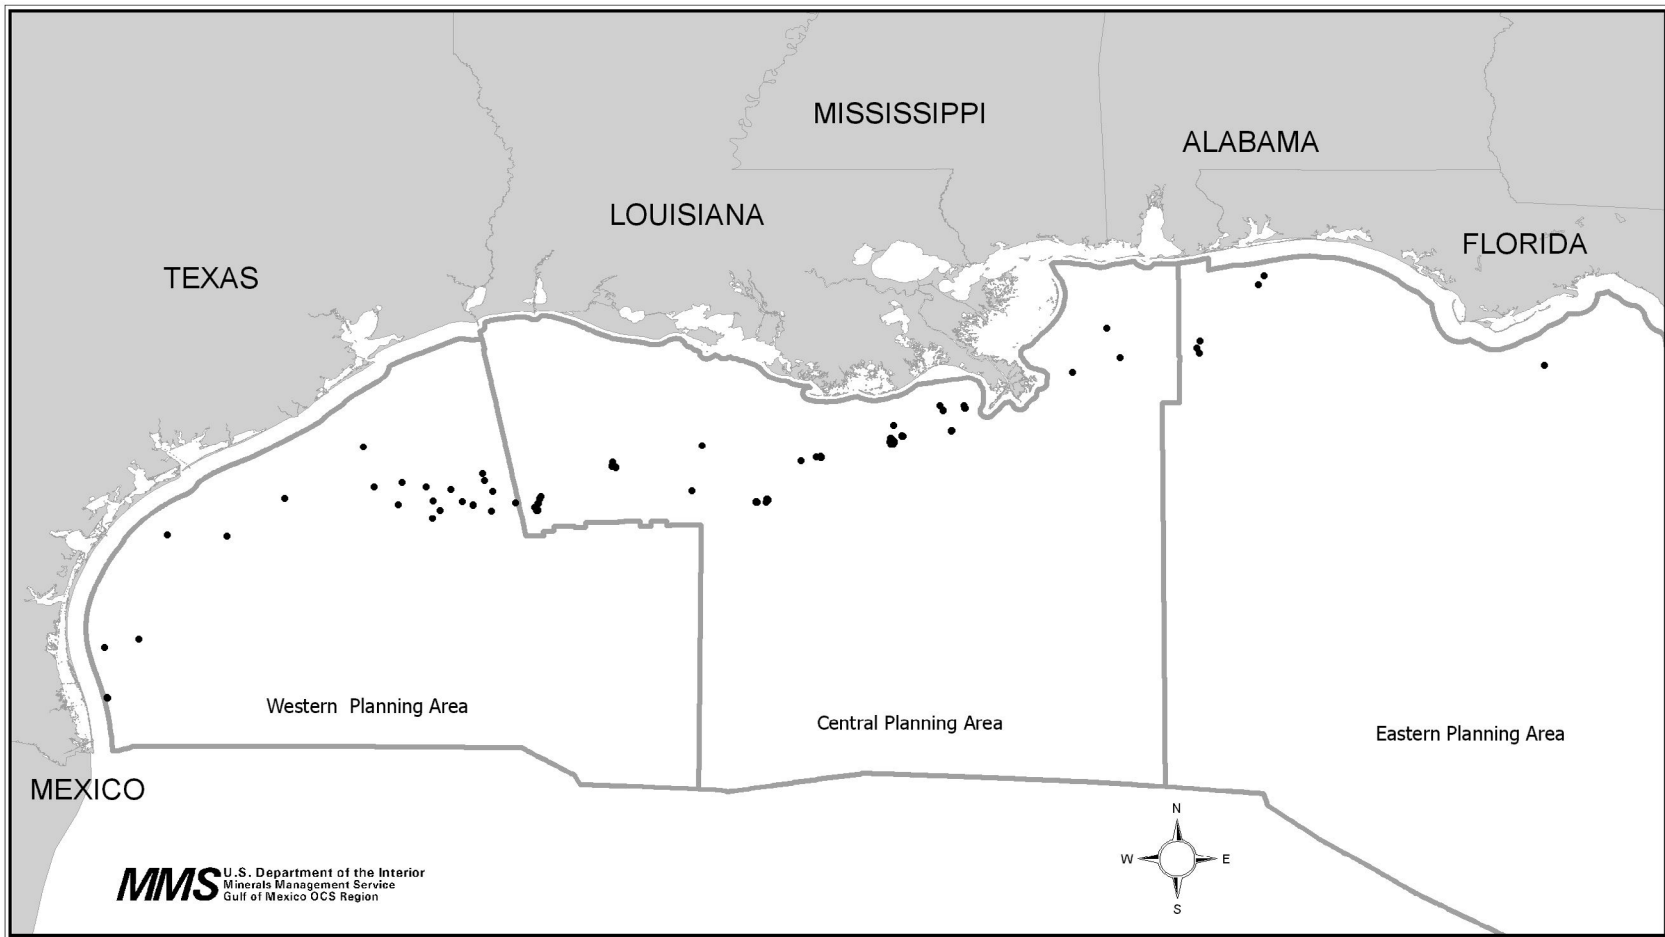 MISSISSIPPI
ALABAMA
LOUISIANA
FLORIDA
TEXAS
Western  Planning Area
Central Planning Area
Eastern Planning Area
MEXICO
N
W
E
S
MMS
U.S. Department of the Interior
Minerals Management Service
Gulf of Mexico OCS Region